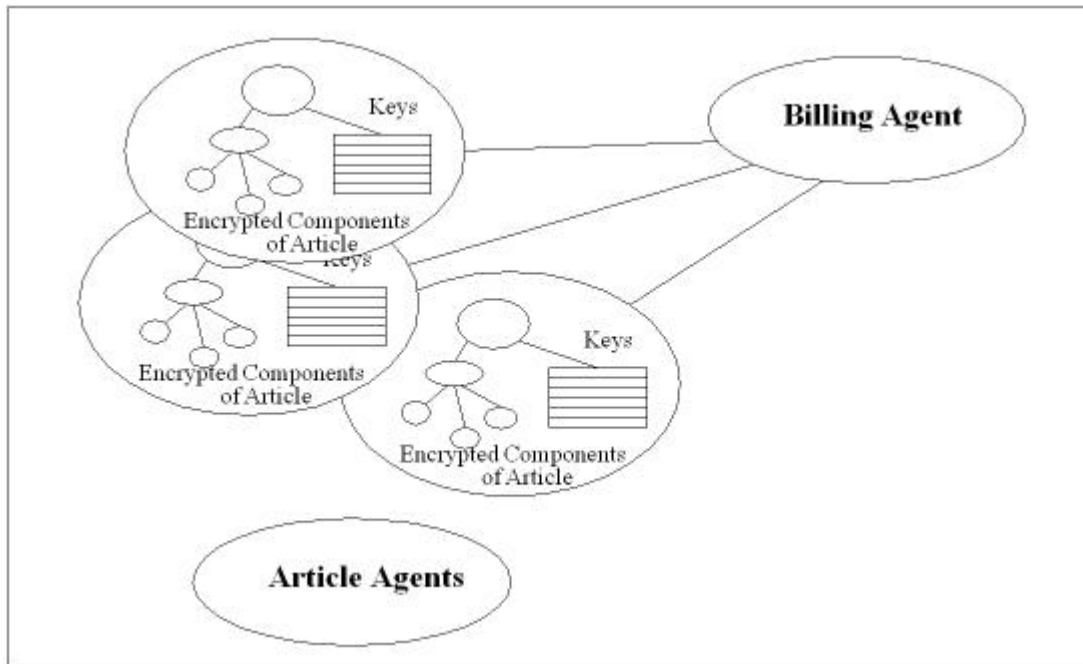 Keys
Billing Agent
Encrypted Components
of Article
Keys
Encrypted Components
of Article
Keys
Encrypted Components
of Article
Article Agents